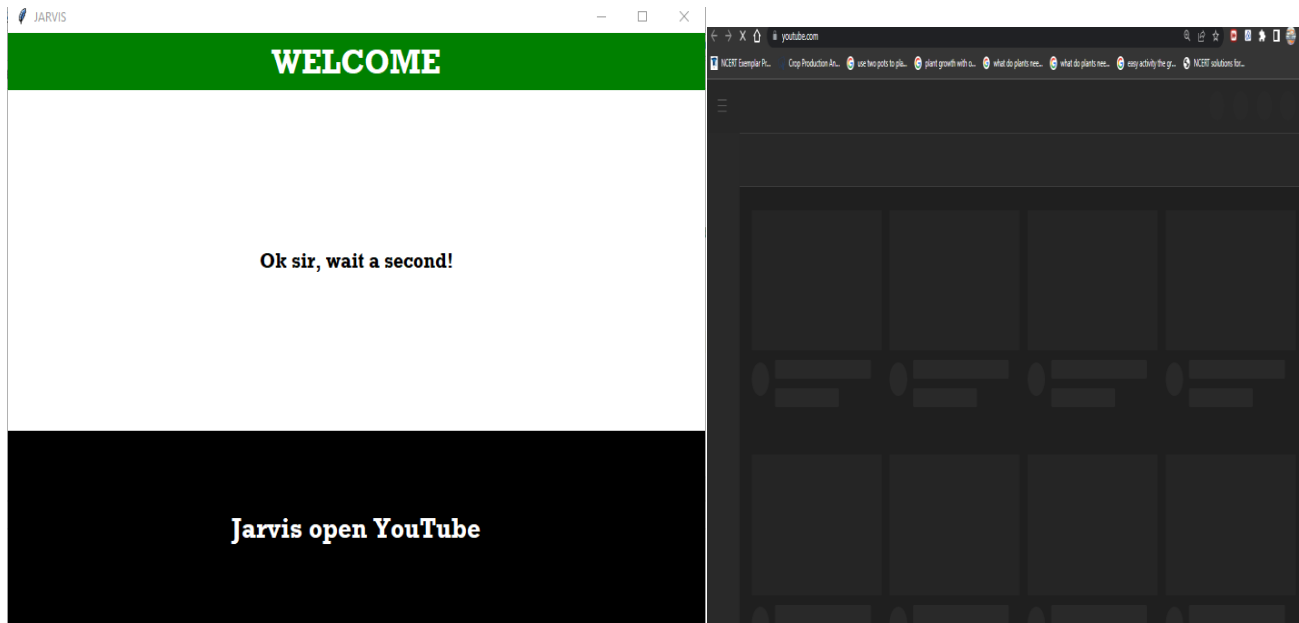 JARVIS
WELCOME
Ok sir, wait a second!
Jarvis open YouTube
youtube.com
NCERT Exemplar Pr... Crop Production An... use two pots to pla... plant growth with o... what do plants nee... what do plants nee... easy activity the gr... NCERT solutions for...